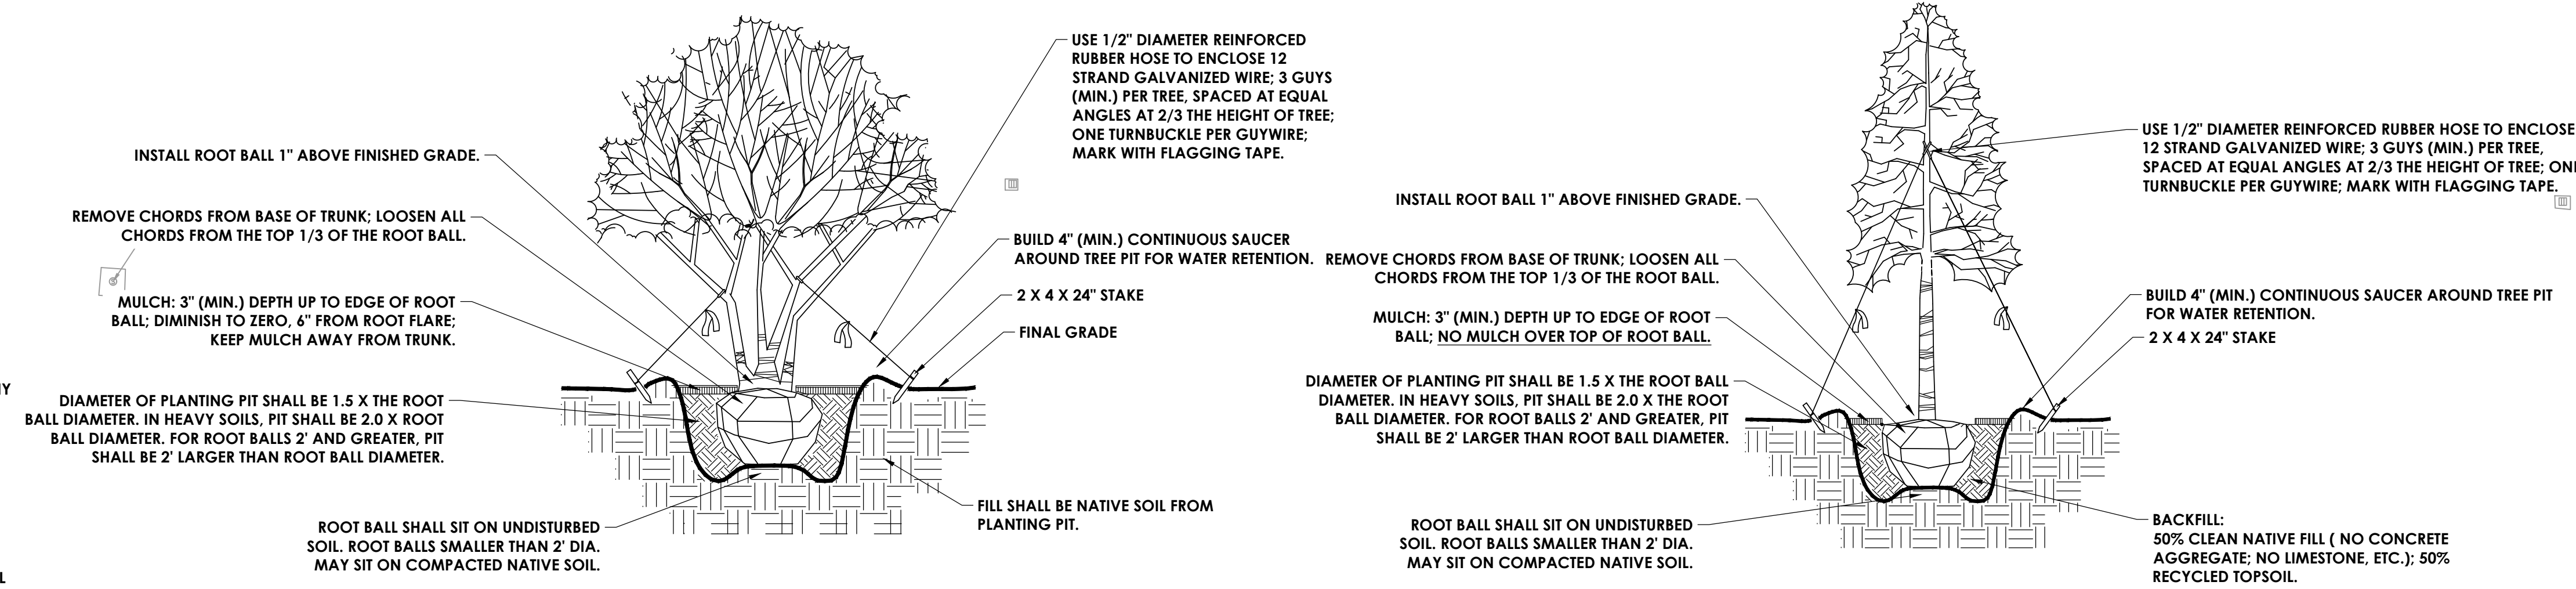 INSTALL ROOT BALL 1" ABOVE FINISHED GRADE.
REMOVE CHORDS FROM BASE OF TRUNK; LOOSEN ALL
CHORDS FROM THE TOP 1/3 OF THE ROOT BALL.
MULCH: 3" (MIN.) DEPTH UP TO EDGE OF ROOT
BALL; DIMINISH TO ZERO, 6" FROM ROOT FLARE;
KEEP MULCH AWAY FROM TRUNK.
DIAMETER OF PLANTING PIT SHALL BE 1.5 X THE ROOT
BALL DIAMETER. IN HEAVY SOILS, PIT SHALL BE 2.0 X ROOT
BALL DIAMETER. FOR ROOT BALLS 2' AND GREATER, PIT
SHALL BE 2' LARGER THAN ROOT BALL DIAMETER.
ROOT BALL SHALL SIT ON UNDISTURBED
SOIL. ROOT BALLS SMALLER THAN 2' DIA.
MAY SIT ON COMPACTED NATIVE SOIL.
USE 1/2" DIAMETER REINFORCED
RUBBER HOSE TO ENCLOSE 12
STRAND GALVANIZED WIRE; 3 GUYS
(MIN.) PER TREE, SPACED AT EQUAL
ANGLES AT 2/3 THE HEIGHT OF TREE;
ONE TURNBUCKLE PER GUYWIRE;
MARK WITH FLAGGING TAPE.
BUILD 4" (MIN.) CONTINUOUS SAUCER
AROUND TREE PIT FOR WATER RETENTION.
2 X 4 X 24" STAKE
FINAL GRADE
FILL SHALL BE NATIVE SOIL FROM
PLANTING PIT.
INSTALL ROOT BALL 1" ABOVE FINISHED GRADE.
REMOVE CHORDS FROM BASE OF TRUNK; LOOSEN ALL
CHORDS FROM THE TOP 1/3 OF THE ROOT BALL.
MULCH: 3" (MIN.) DEPTH UP TO EDGE OF ROOT
BALL; NO MULCH OVER TOP OF ROOT BALL.
DIAMETER OF PLANTING PIT SHALL BE 1.5 X THE ROOT BALL
DIAMETER. IN HEAVY SOILS, PIT SHALL BE 2.0 X THE ROOT
BALL DIAMETER. FOR ROOT BALLS 2' AND GREATER, PIT
SHALL BE 2' LARGER THAN ROOT BALL DIAMETER.
ROOT BALL SHALL SIT ON UNDISTURBED
SOIL. ROOT BALLS SMALLER THAN 2' DIA.
MAY SIT ON COMPACTED NATIVE SOIL.
USE 1/2" DIAMETER REINFORCED RUBBER HOSE TO ENCLOSE
12 STRAND GALVANIZED WIRE; 3 GUYS (MIN.) PER TREE,
SPACED AT EQUAL ANGLES AT 2/3 THE HEIGHT OF TREE;
TURNBUCKLE PER GUYWIRE; MARK WITH FLAGGING TAPE.
BUILD 4" (MIN.) CONTINUOUS SAUCER AROUND TREE PIT
FOR WATER RETENTION.
2 X 4 X 24" STAKE
BACKFILL:
50% CLEAN NATIVE FILL ( NO CONCRETE
AGGREGATE; NO LIMESTONE, ETC.); 50%
RECYCLED TOPSOIL.